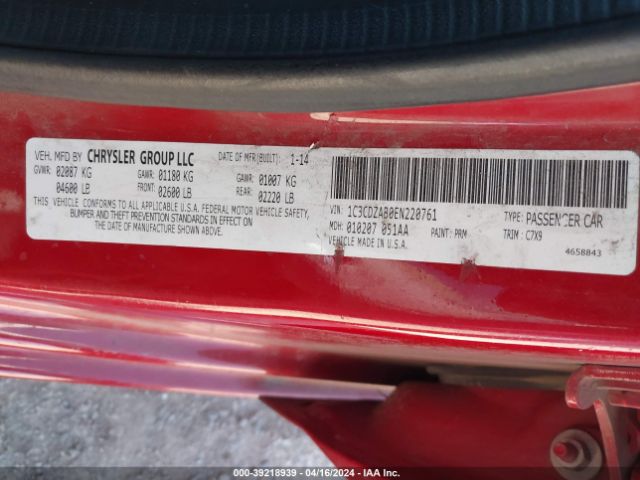 VEH. MFD BY CHRYSLER GROUP LLC DATE OF MFR(BUILT): 1-14
GVWR: 02087 KG GAWR: 01180 KG GAWR: 01007 KG
04600 LB FRONT: 02600 LB REAR: 02220 LB
THIS VEHICLE CONFORMS TO ALL APPLICABLE U.S.A. FEDERAL MOTOR VEHICLE SAFETY,
BUMPER AND THEFT PREVENTION STANDARDS IN EFFECT ON THE DATE OF MANUFACTURE
SHOWN ABOVE.
VIN: 1C3CDZAB0EN220761 TYPE: PASSENGER CAR
MDH: 010207 051AA PAINT: PRM TRIM: C7X9
VEHICLE MADE IN U.S.A.
4658843
000-39218939 - 04/16/2024 - IAAI.COM